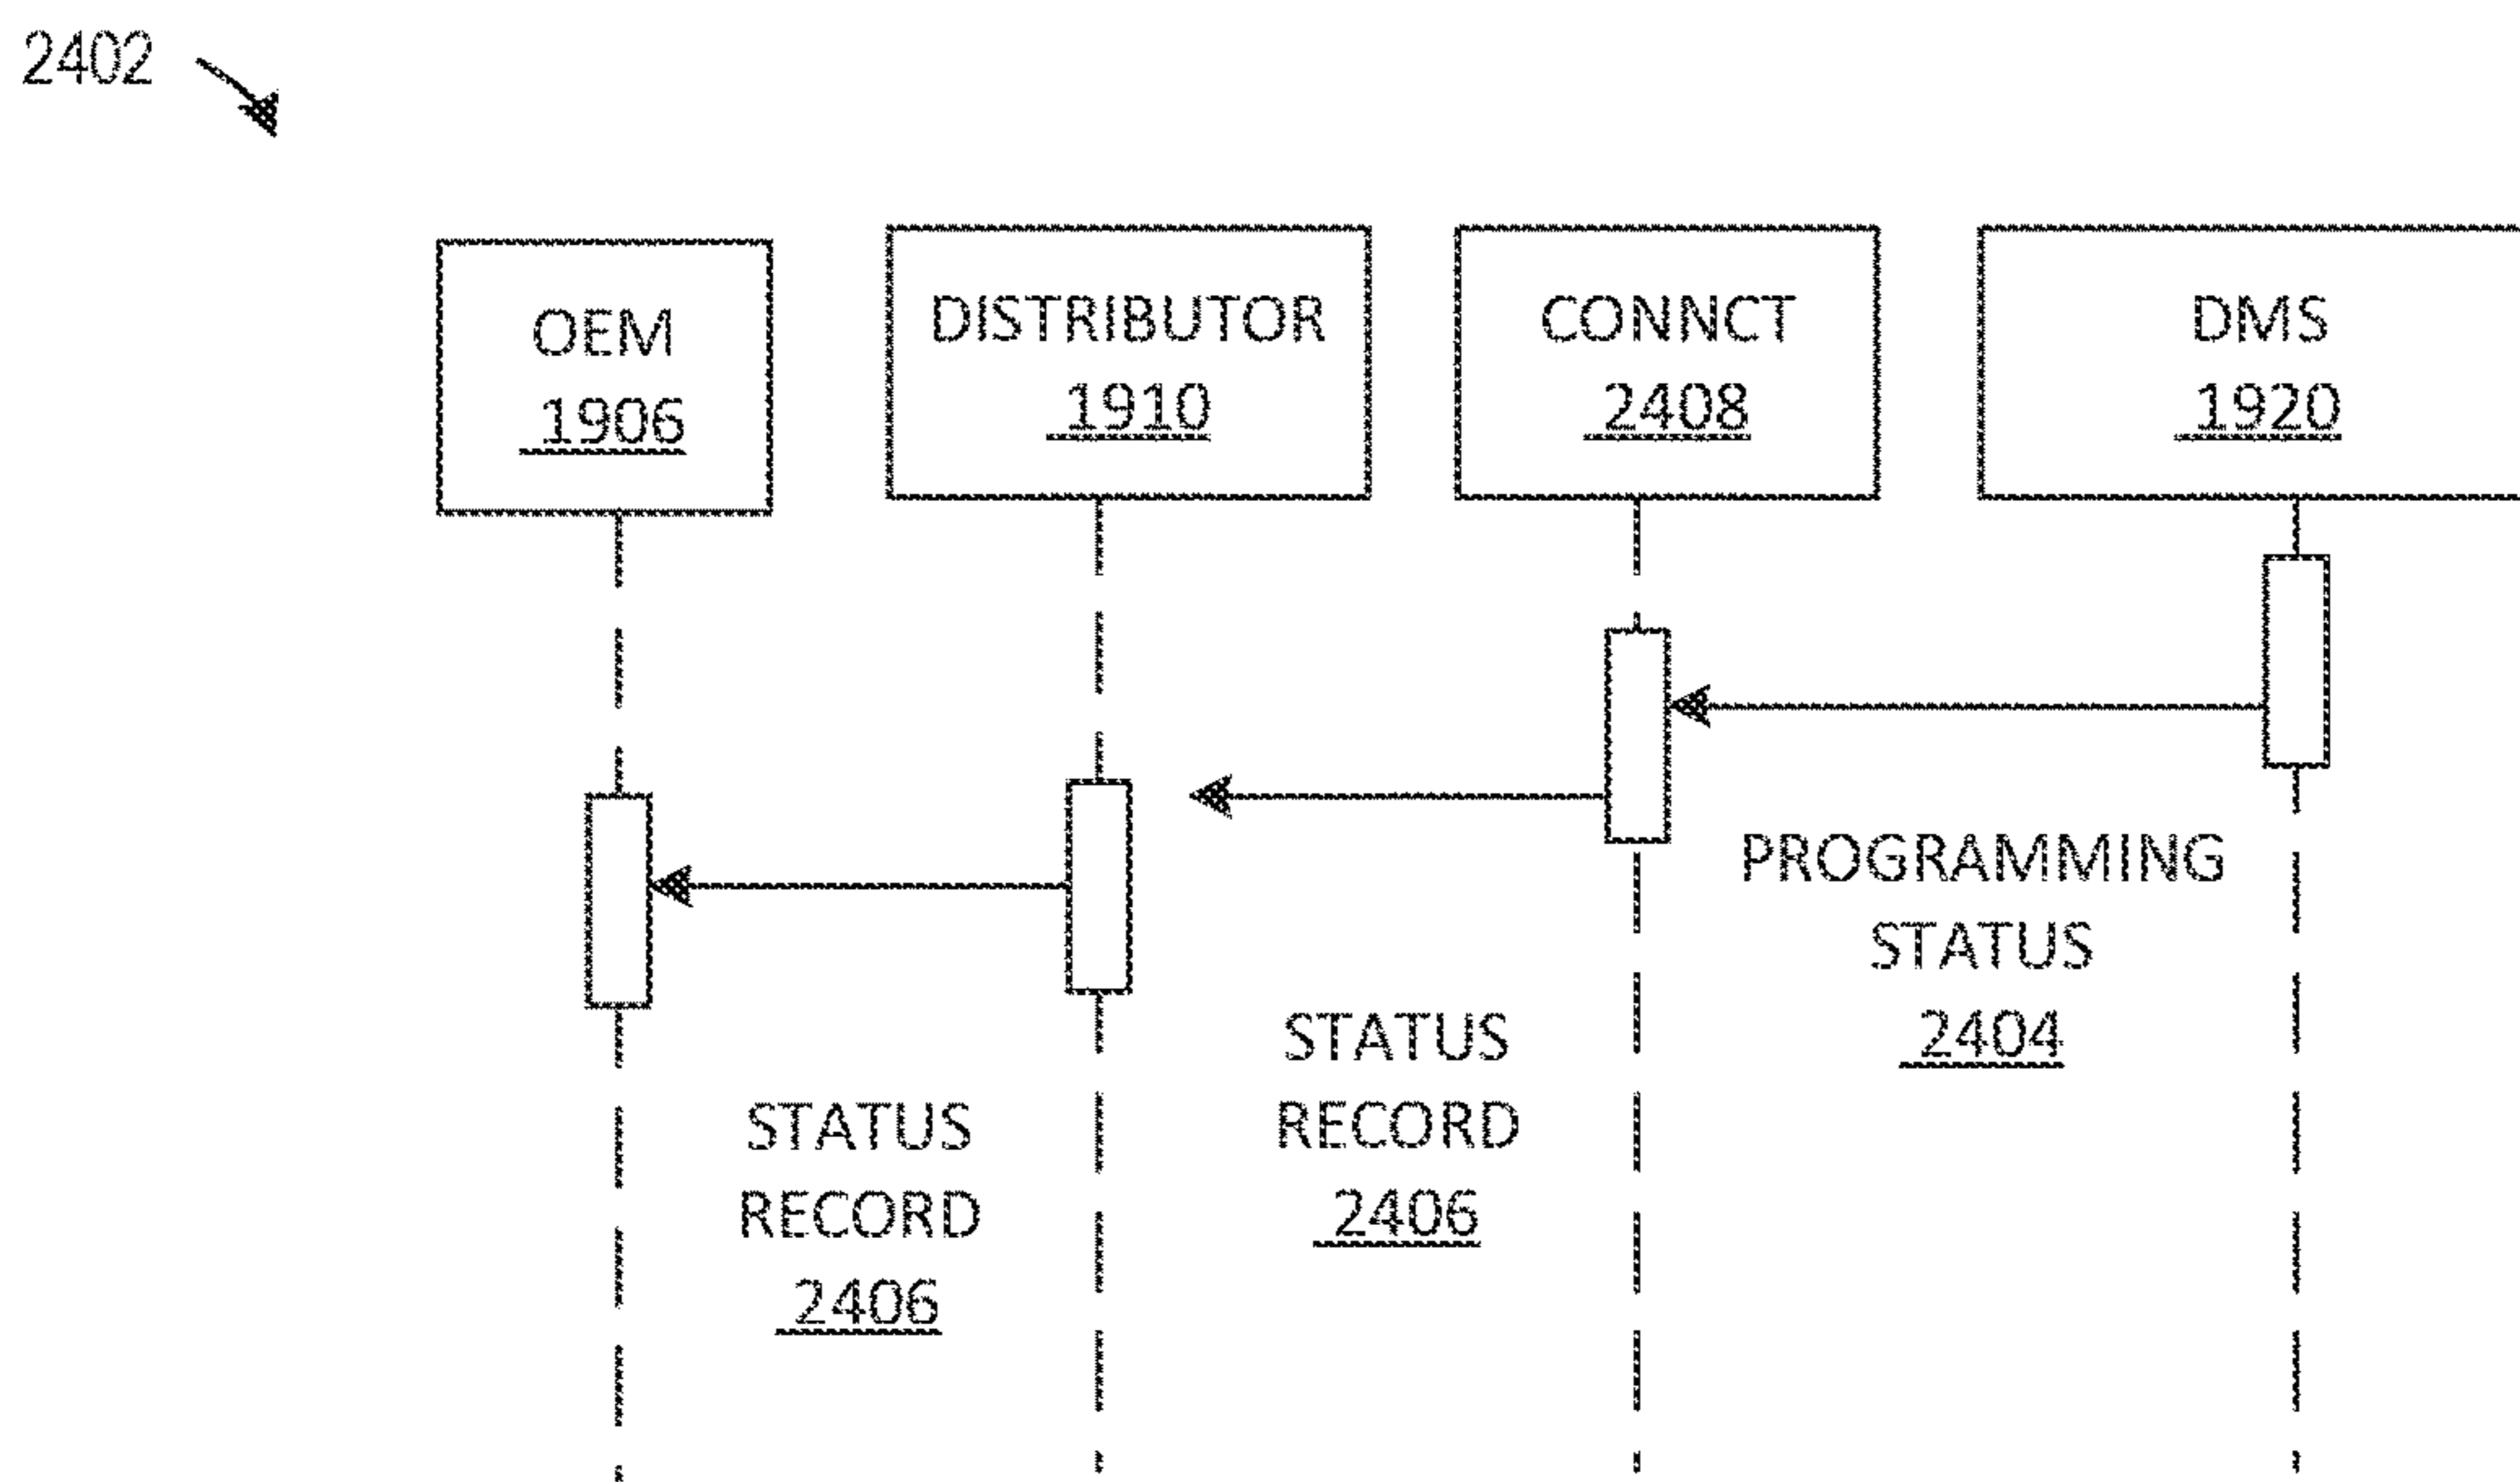 2402
OEM
1906
DISTRIBUTOR
1910
CONNCT
2408
DMS
1920
PROGRAMMING
STATUS
2404
STATUS
RECORD
2406
STATUS
RECORD
2406